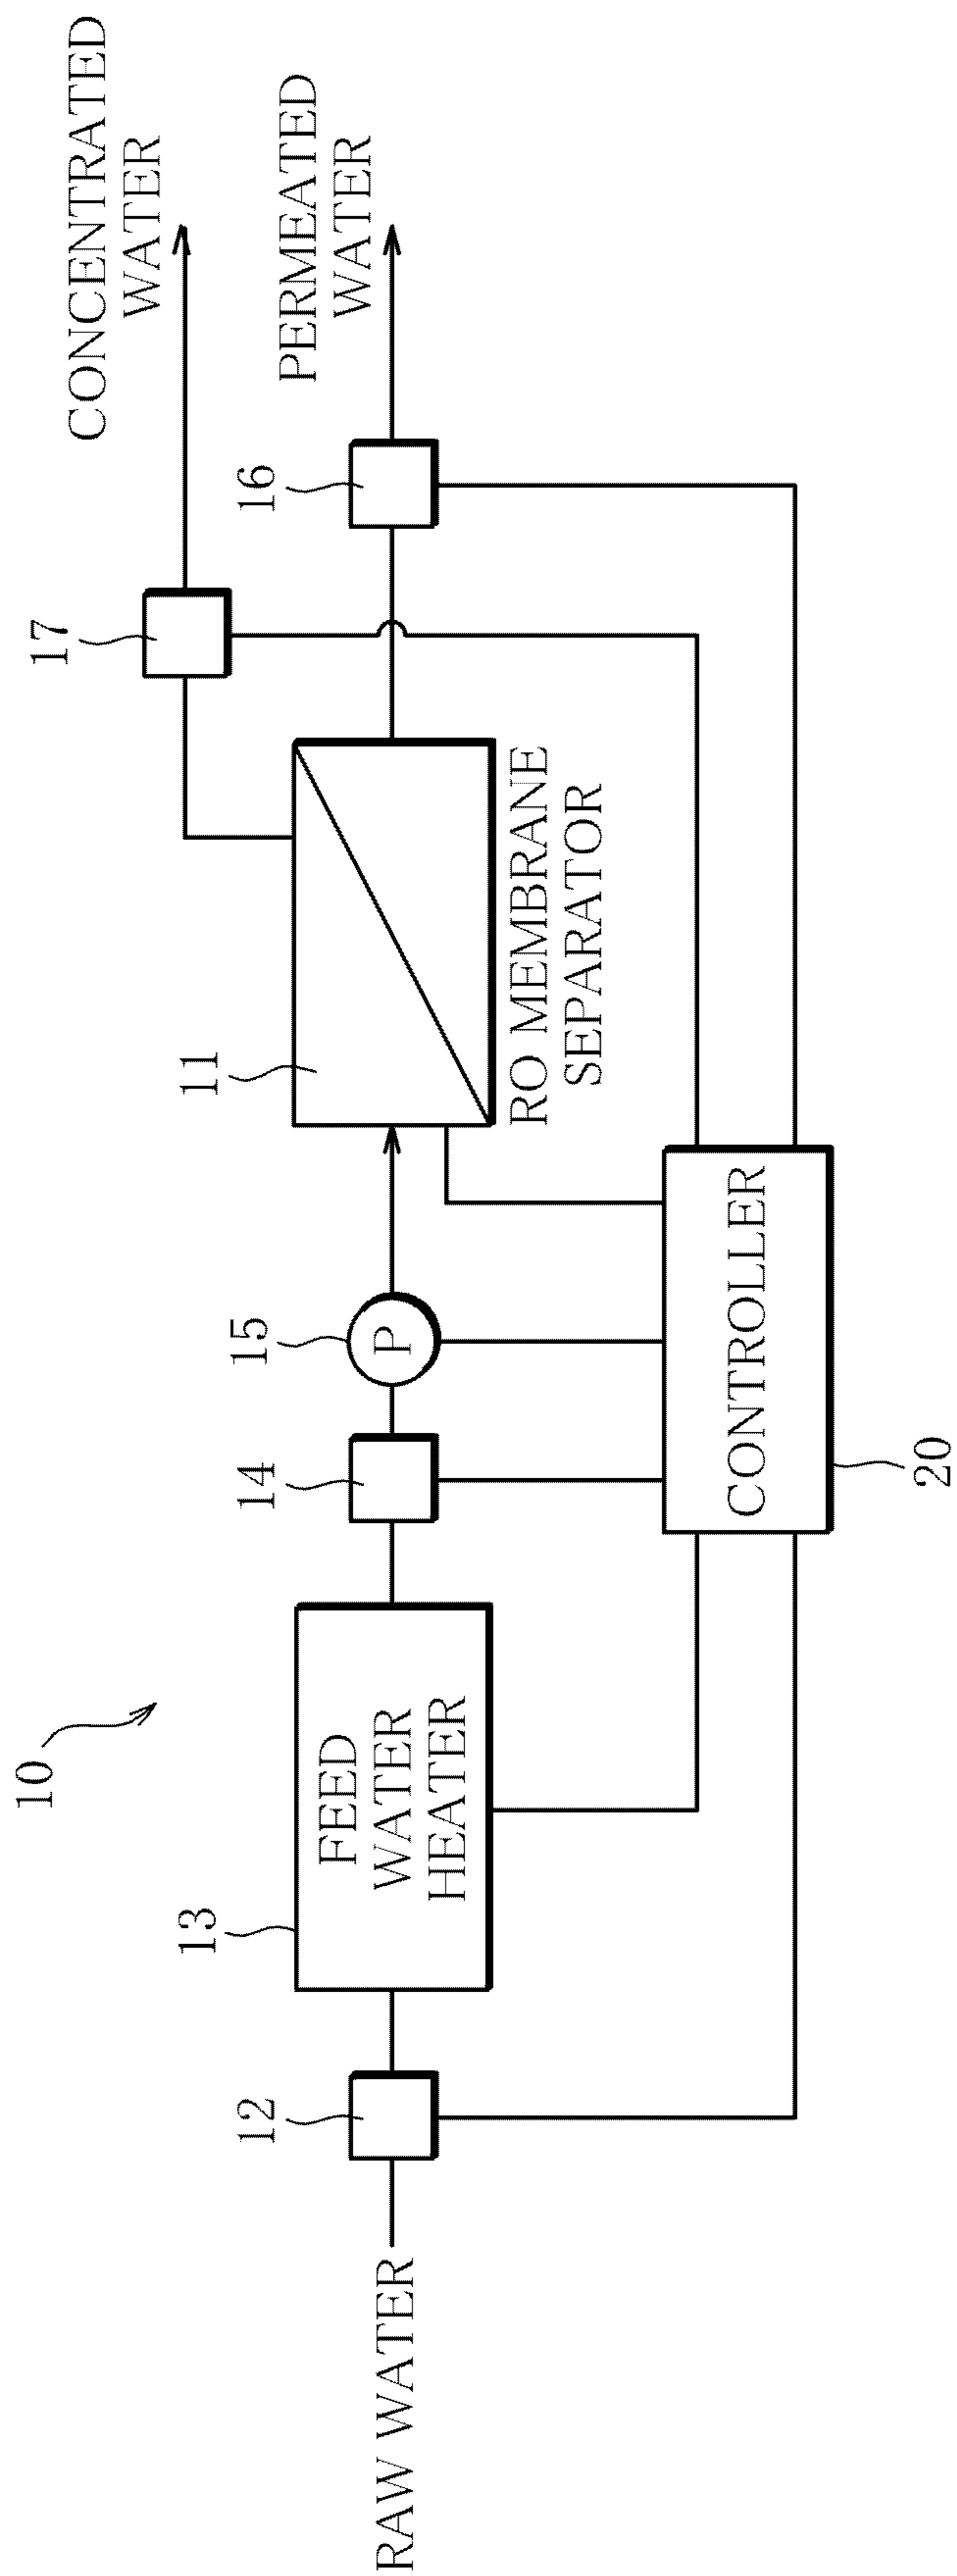 10
CONCENTRATED
WATER
17
PERMEATED
WATER
16
11
RO MEMBRANE
SEPARATOR
15
P
14
13
FEED
WATER
HEATER
12
RAW WATER
CONTROLLER
20